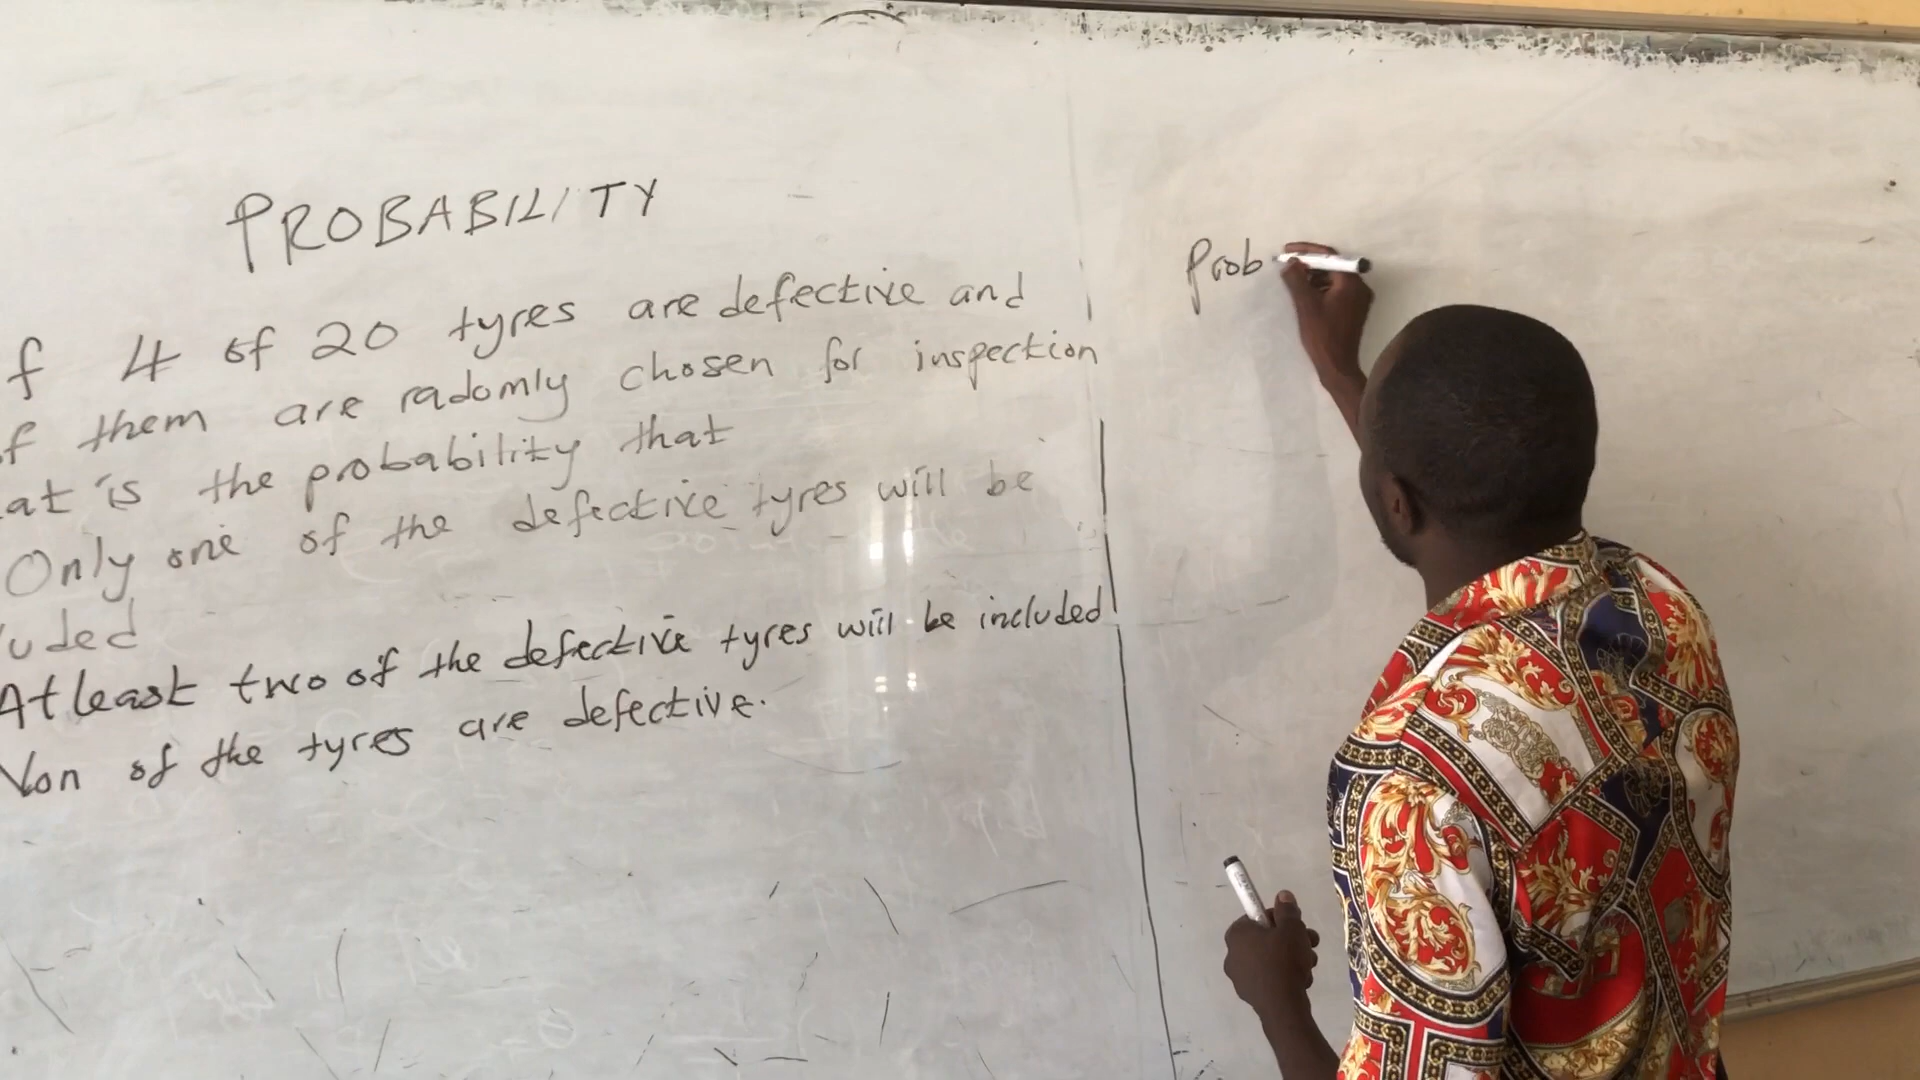 PROBABILITY
f 4 of 20 tyres are defective and
f them are radomly chosen for inspection
at is the probability that
Only one of the defective tyres will be
uded
Atleast two of the defective tyres will be included
Non of the tyres are defective.
Prob